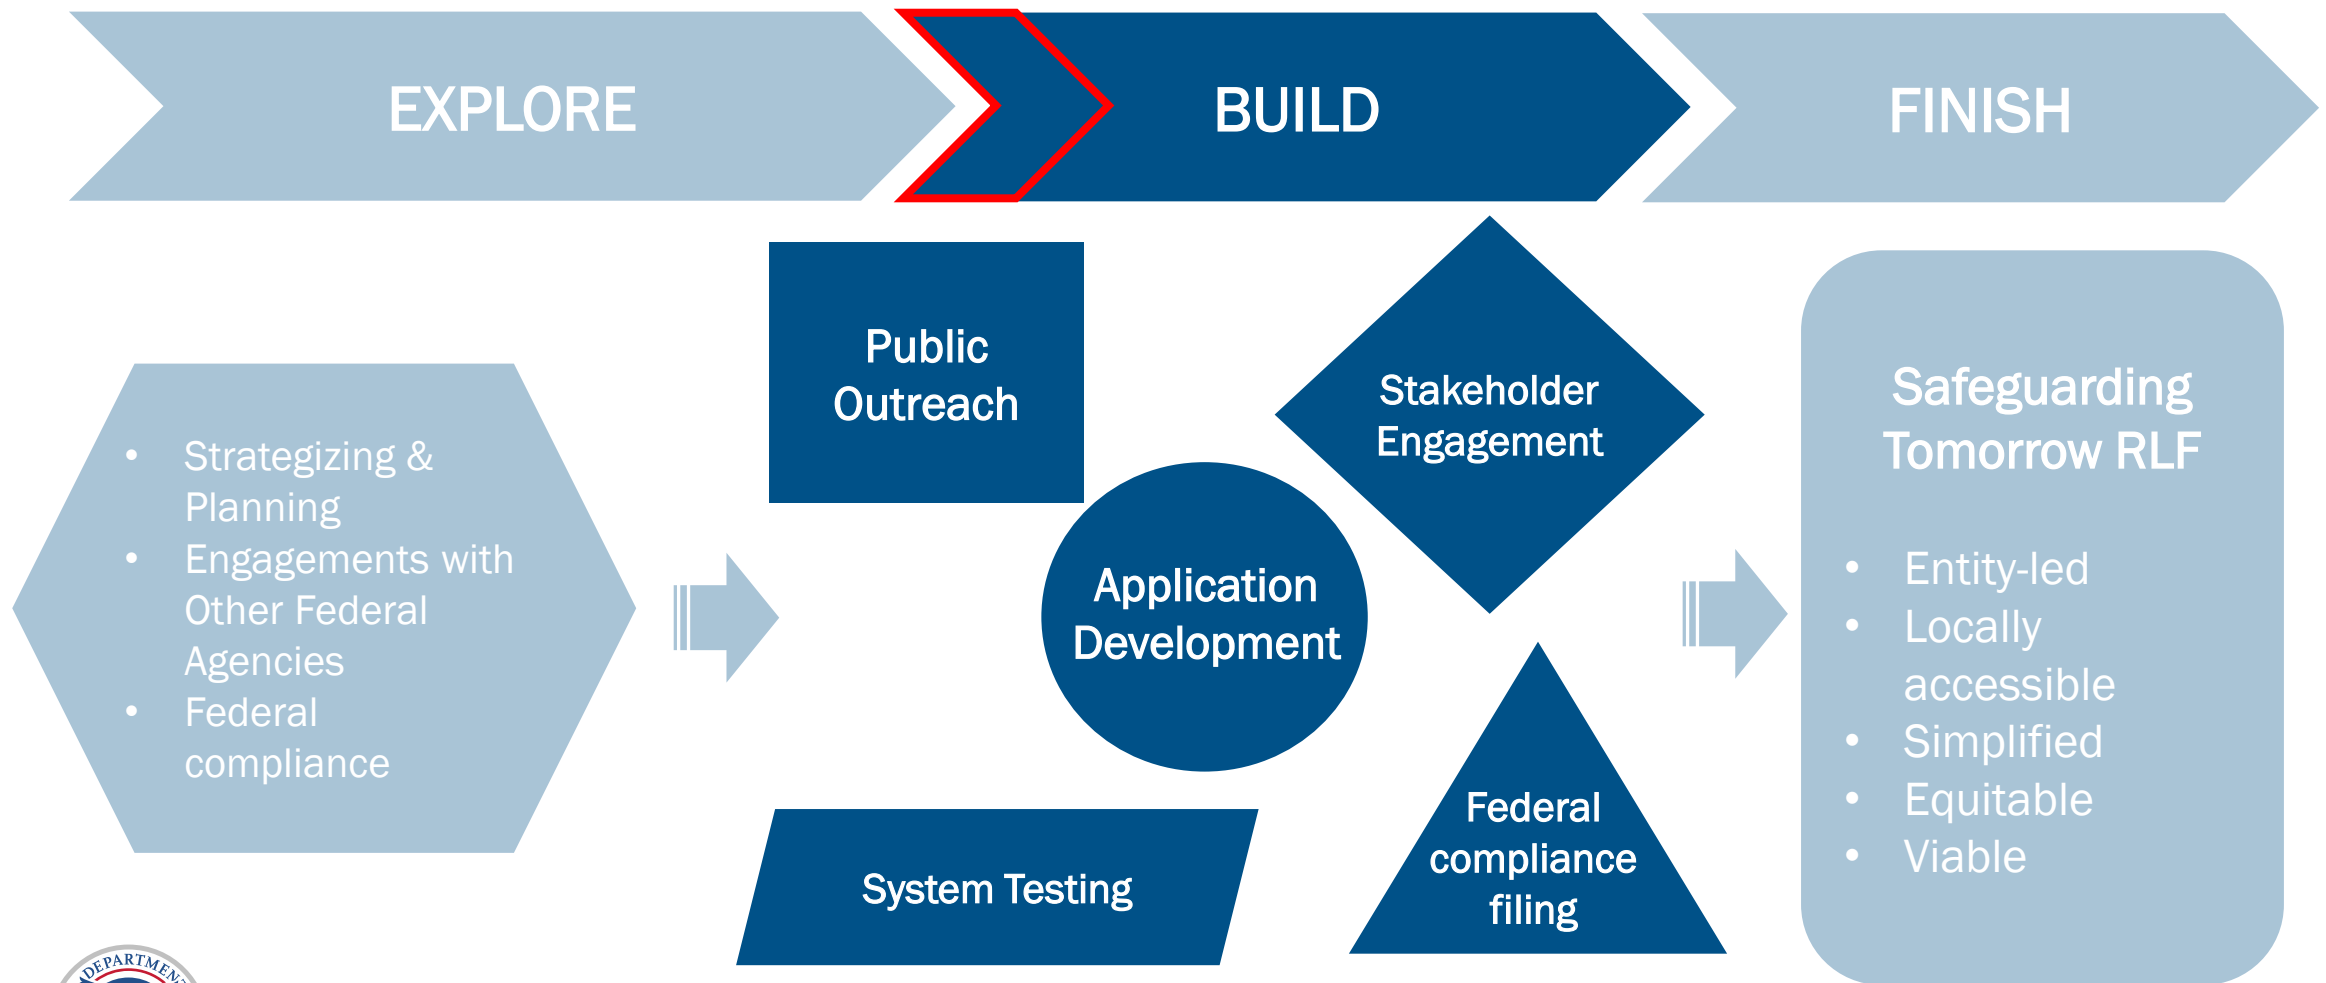 EXPLORE
BUILD
FINISH
• Strategizing &
Planning
• Engagements with
Other Federal
Agencies
• Federal
compliance
Public
Outreach
Stakeholder
Engagement
Application
Development
System Testing
Federal
compliance
filing
Safeguarding
Tomorrow RLF
• Entity-led
• Locally
accessible
• Simplified
• Equitable
• Viable